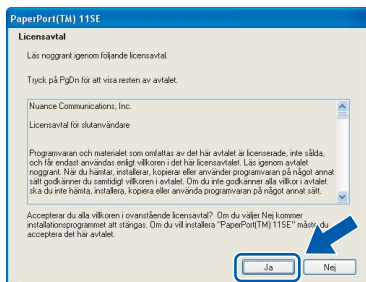 PaperPort(TM) 11SE
Licensavtal
Läs noggrant igenom följande licensavtal.
Tryck på PgDn för att visa resten av avtalet.
Nuance Communications, Inc.
Licensavtal för slutanvändare
Programvaran och materialet som omfattas av det här avtalet är licenserade, inte sålda,
och får endast användas enligt villkoren i det här licensavtalet. Läs igenom avtalet
noggrant. När du hämtar, installerar, kopierar eller använder programvaran på något annat
sätt godkänner du samtidigt villkoren i avtalet. Om du inte godkänner alla villkor i avtalet
ska du inte hämta, installera, kopiera eller använda programvaran på något annat sätt.
Accepterar du alla villkoren i ovanstående licensavtal? Om du väljer Nej kommer
installationsprogrammet att stängas. Om du vill installera "PaperPort(TM) 11SE" måste du
acceptera det här avtalet.
Ja
Nej